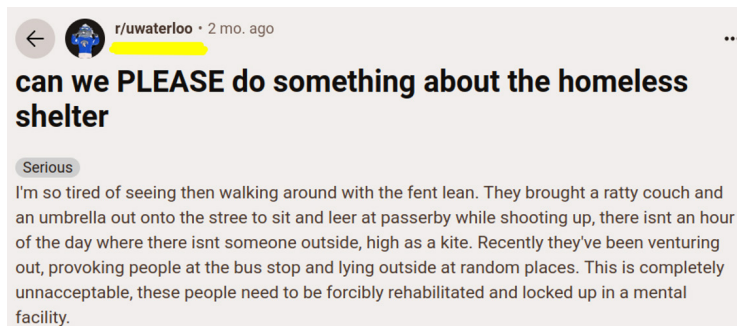 r/uwaterloo • 2 mo. ago
can we PLEASE do something about the homeless
shelter
Serious
I'm so tired of seeing then walking around with the fent lean. They brought a ratty couch and
an umbrella out onto the stree to sit and leer at passerby while shooting up, there isnt an hour
of the day where there isnt someone outside, high as a kite. Recently they've been venturing
out, provoking people at the bus stop and lying outside at random places. This is completely
unnacceptable, these people need to be forcibly rehabilitated and locked up in a mental
facility.